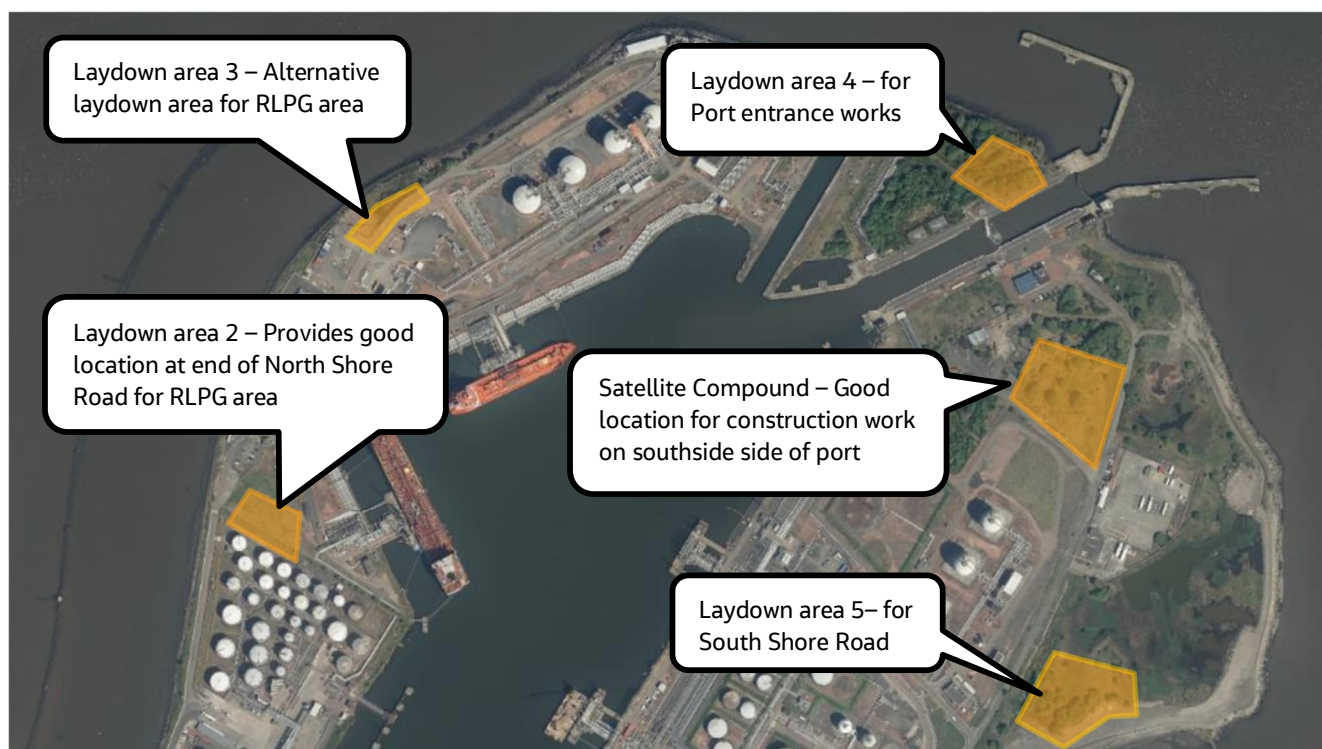 Laydown area 3 – Alternative
laydown area for RLPG area
Laydown area 4 – for
Port entrance works
Laydown area 2 – Provides good
location at end of North Shore
Road for RLPG area
Satellite Compound – Good
location for construction work
on southside side of port
Laydown area 5– for
South Shore Road